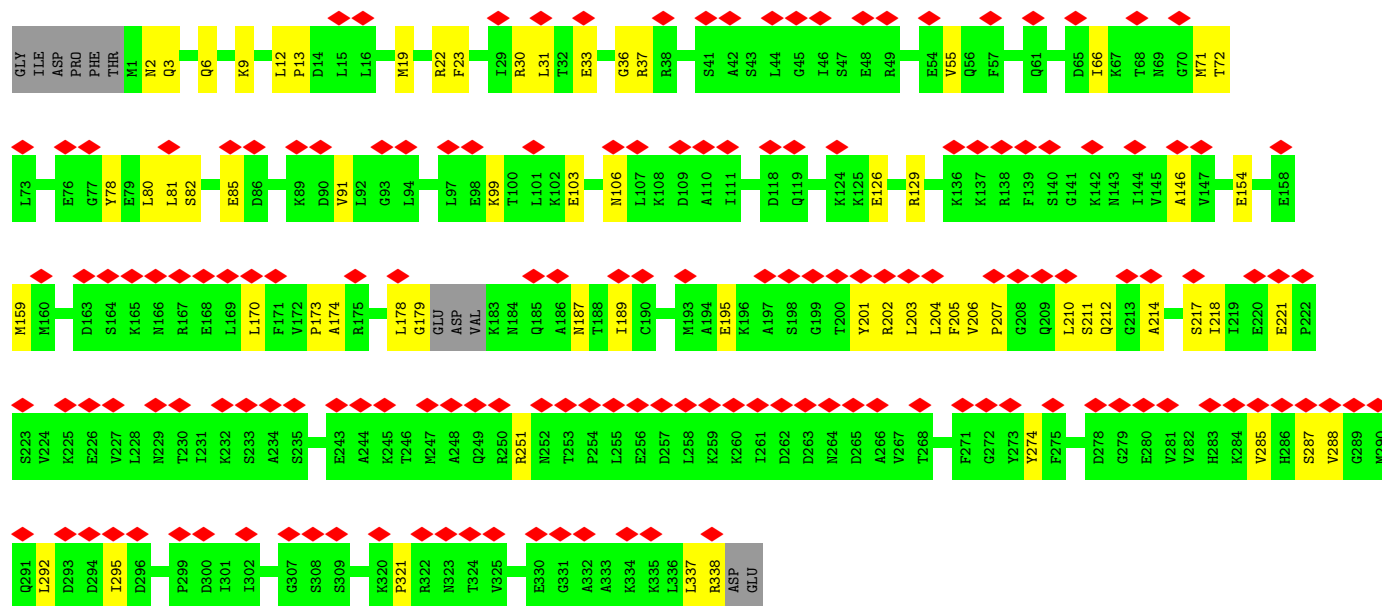 GLY ILE ASP PRO PHE THR M1 N2 Q3 Q6 K9 L12 P13 D14 L15 L16 M19 R22 F23 I29 R30 L31 T32 E33 G36 R37 R38 S41 A42 S43 L44 G45 I46 S47 E48 R49 E54 V55 Q56 F57 Q61 D65 I66 K67 T68 N69 G70 M71 T72
L73 E76 G77 Y78 E79 L80 L81 S82 E85 D86 K89 D90 V91 L92 G93 L94 L97 E98 K99 T100 L101 K102 E103 N106 L107 K108 D109 A110 I111 D118 Q119 K124 K125 E126 R129 K136 K137 R138 F139 S140 G141 K142 N143 I144 V145 A146 V147 E154 E158
M159 M160 D163 S164 K165 N166 R167 E168 L169 L170 F171 V172 P173 A174 R175 L178 G179 GLU ASP VAL K183 N184 Q185 A186 N187 T188 I189 C190 M193 A194 E195 K196 A197 S198 G199 T200 Y201 R202 L203 L204 F205 V206 P207 G208 Q209 L210 S211 Q212 G213 A214 S217 I218 I219 E220 E221 P222
S223 V224 K225 E226 V227 L228 N229 T230 I231 K232 S233 A234 S235 E243 A244 K245 T246 M247 A248 Q249 R250 R251 N252 T253 P254 L255 E256 D257 L258 K259 K260 I261 D262 D263 N264 D265 A266 V267 T268 F271 G272 Y273 Y274 F275 D278 G279 E280 V281 V282 H283 K284 V285 H286 S287 V288 G289 M290
Q291 L292 D293 D294 I295 D296 P299 D300 I301 I302 G307 S308 S309 K320 P321 R322 N323 T324 V325 E330 G331 A332 A333 K334 K335 L336 L337 R338 ASP GLU